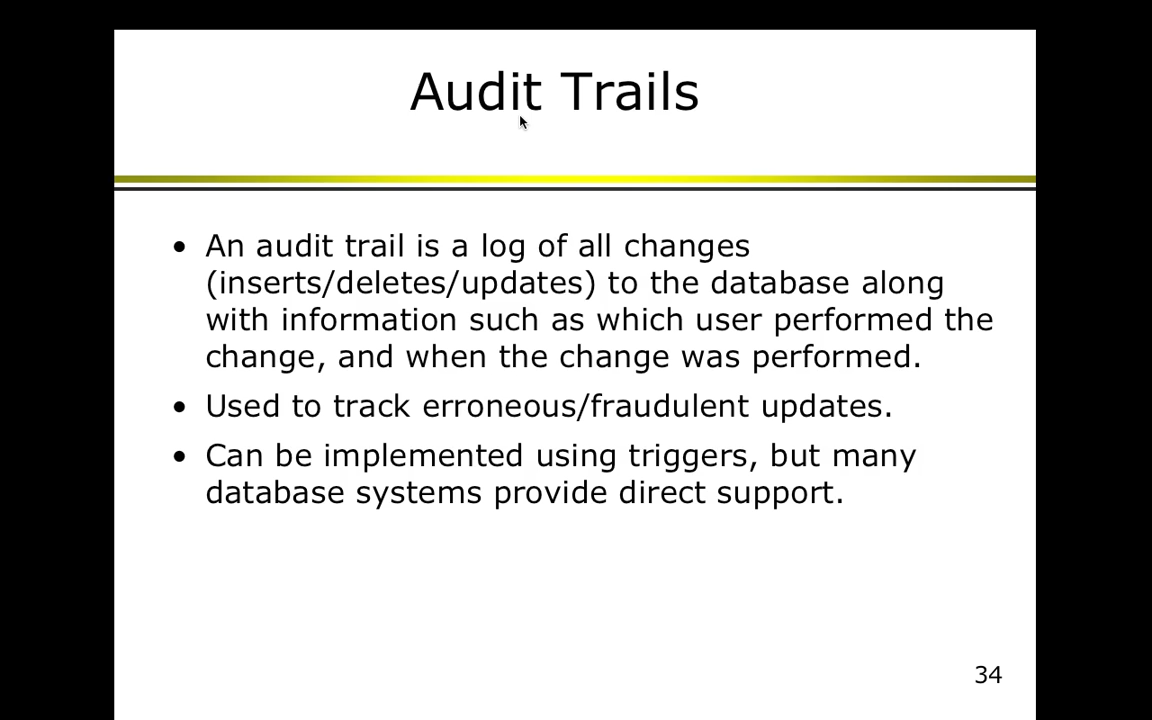 Audit Trails
• An audit trail is a log of all changes
(inserts/deletes/updates) to the database along
with information such as which user performed the
change, and when the change was performed.
• Used to track erroneous/fraudulent updates.
• Can be implemented using triggers, but many
database systems provide direct support.
34